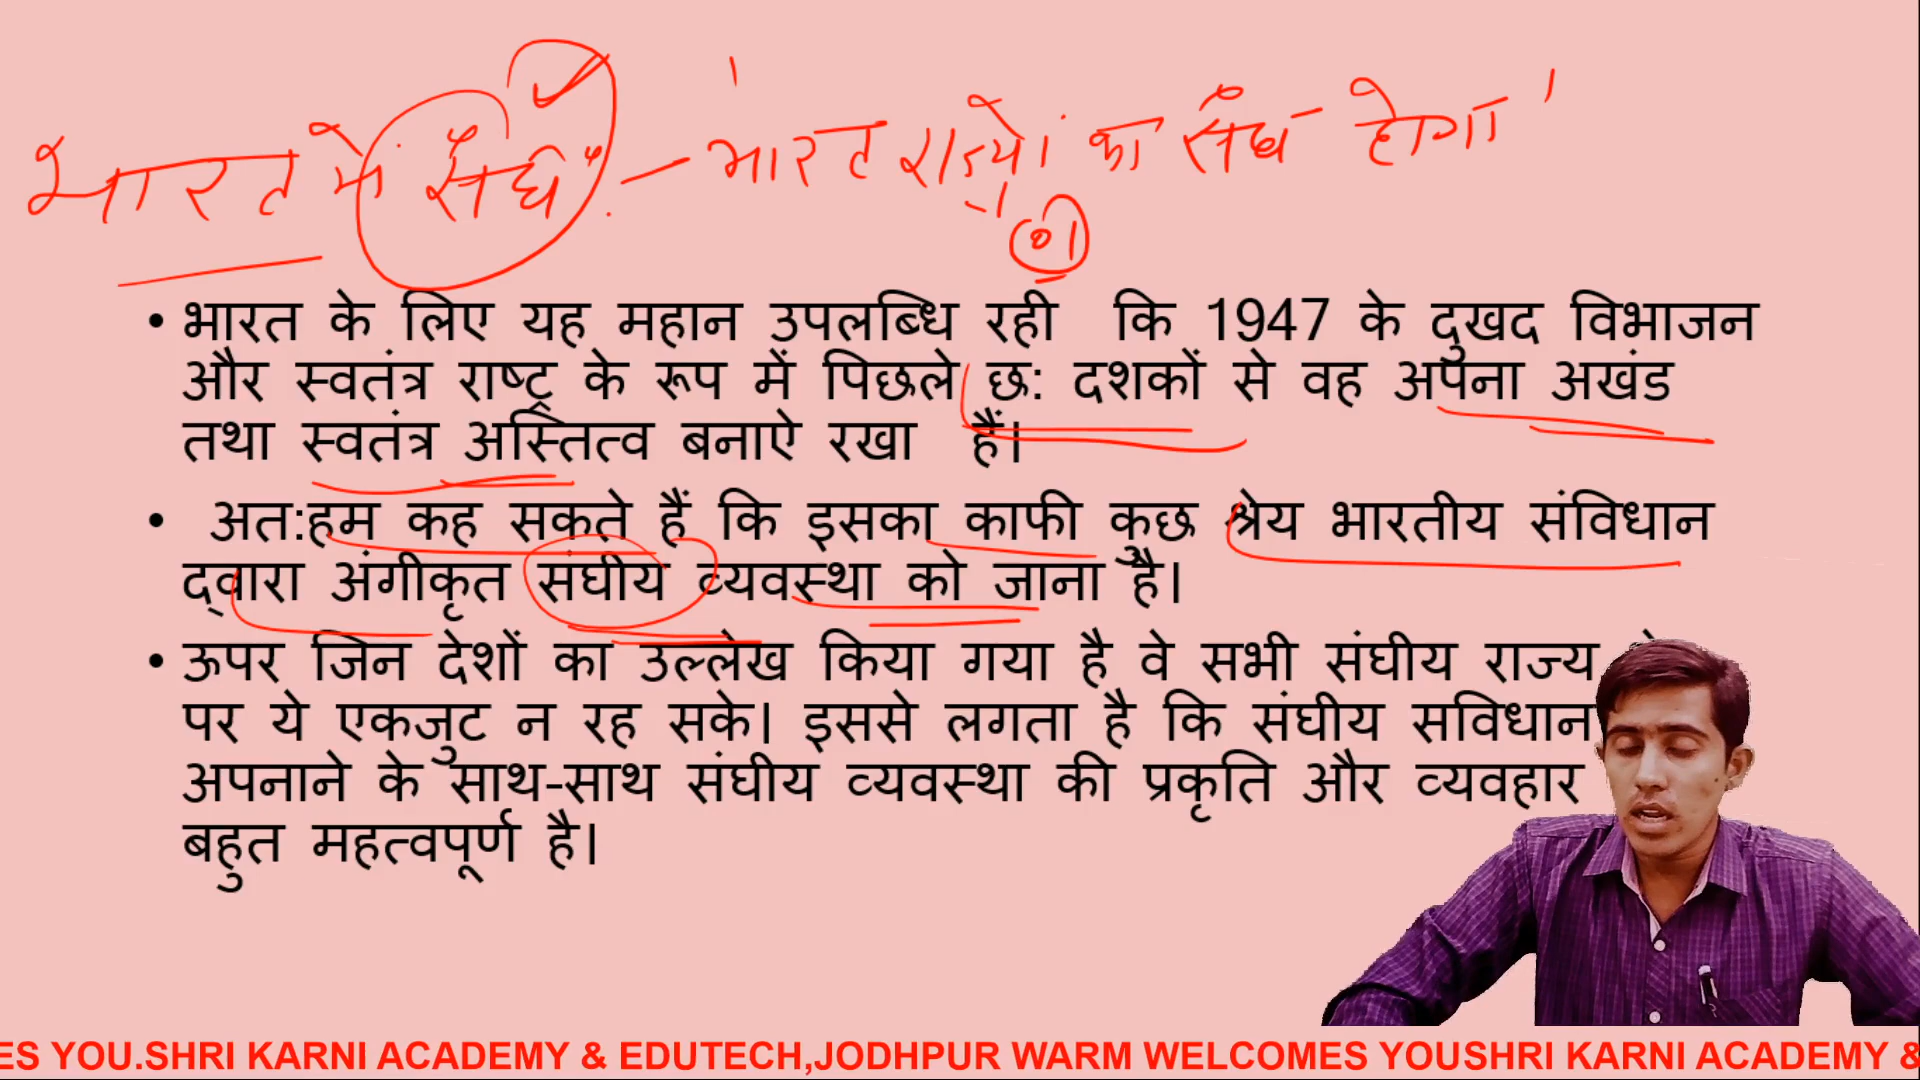 भारत में "संघ" - 'भारत राज्यों का संघ होगा'
01
• भारत के लिए यह महान उपलब्धि रही कि 1947 के दुखद विभाजन
और स्वतंत्र राष्ट्र के रूप में पिछले छ: दशकों से वह अपना अखंड
तथा स्वतंत्र अस्तित्व बनाऐ रखा हैं।
• अत:हम कह सकते हैं कि इसका काफी कुछ श्रेय भारतीय संविधान
द्वारा अंगीकृत संघीय व्यवस्था को जाना है।
• ऊपर जिन देशों का उल्लेख किया गया है वे सभी संघीय राज्य
पर ये एकजुट न रह सके। इससे लगता है कि संघीय सविधान
अपनाने के साथ-साथ संघीय व्यवस्था की प्रकृति और व्यवहार
बहुत महत्वपूर्ण है।
ES YOU.SHRI KARNI ACADEMY & EDUTECH,JODHPUR WARM WELCOMES YOUSHRI KARNI ACADEMY &